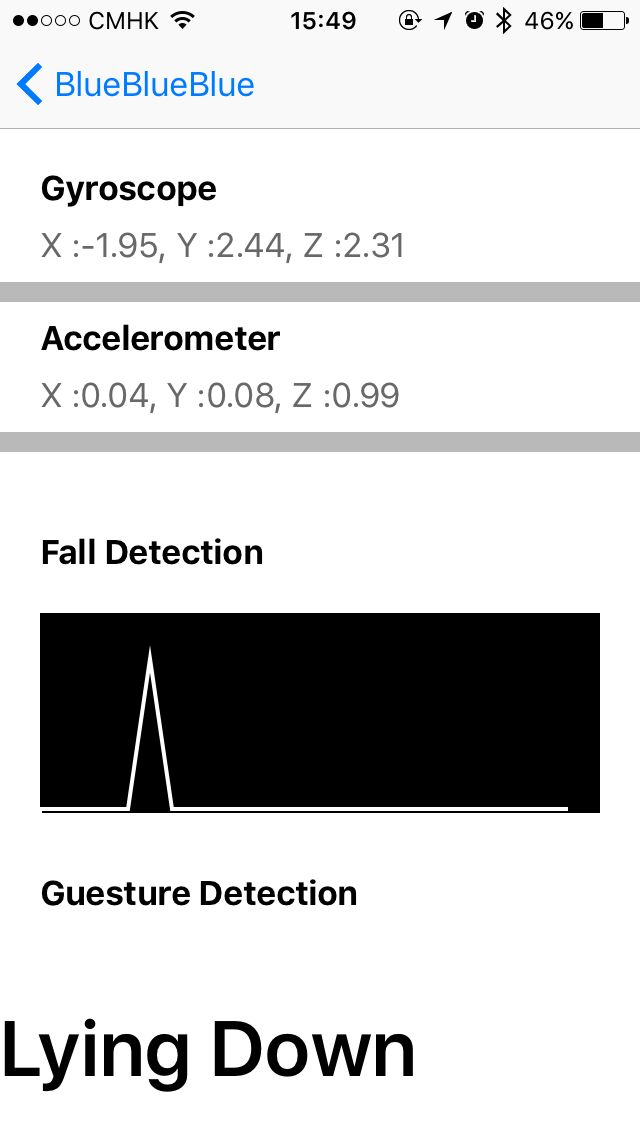 CMHK 15:49 46%
BlueBlueBlue
Gyroscope
X :-1.95, Y :2.44, Z :2.31
Accelerometer
X :0.04, Y :0.08, Z :0.99
Fall Detection
Guesture Detection
Lying Down